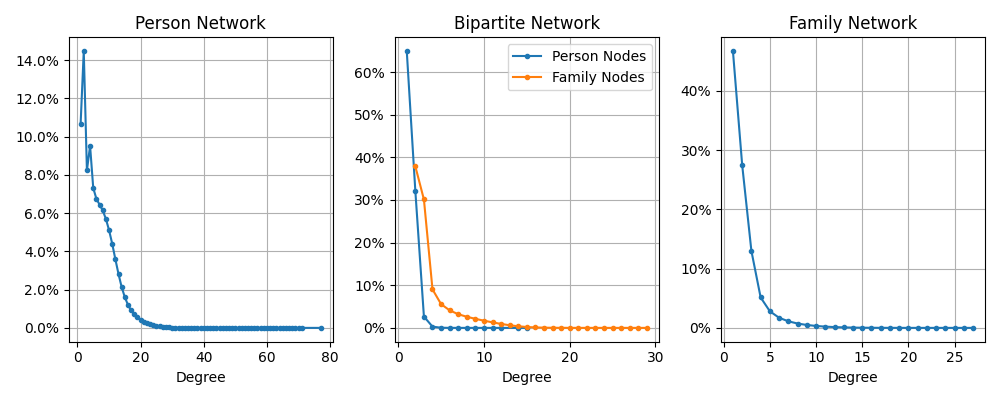 Person Network
14.0%
12.0%
10.0%
8.0%
6.0%
4.0%
2.0%
0.0%
0 20 40 60 80
Degree
Bipartite Network
Person Nodes
Family Nodes
60%
50%
40%
30%
20%
10%
0%
0 10 20 30
Degree
Family Network
40%
30%
20%
10%
0%
0 5 10 15 20 25
Degree